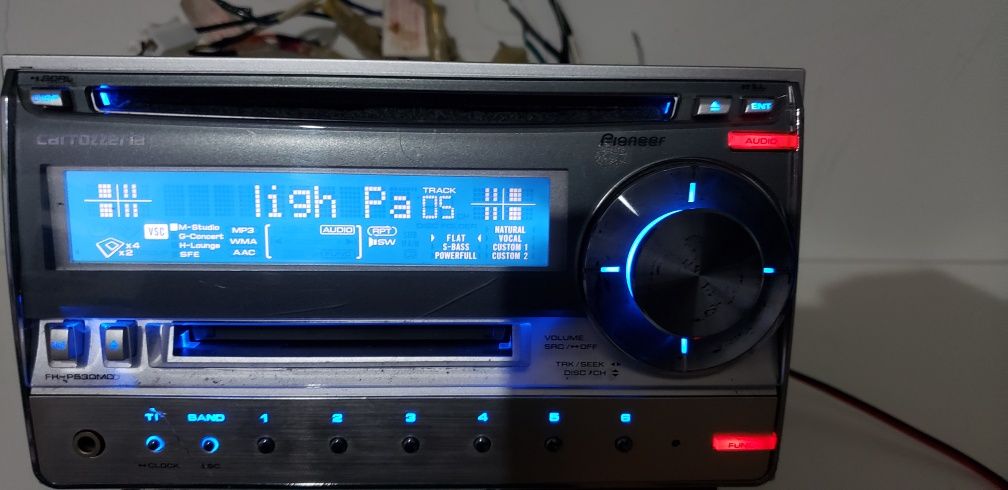 DISP
ENT
carrozzeria
Pioneer
AUDIO
ligh Pa
TRACK
05
VSC
M-Studio
G-Concert
H-Lounge
SFE
MP3
WMA
AAC
x4
x2
AUDIO
RPT
SW
FLAT
S-BASS
POWERFULL
NATURAL
VOCAL
CUSTOM 1
CUSTOM 2
VOLUME
SRC/OFF
TRK/SEEK
DISC/CH
FH-P530MD
TI
BAND
1
2
3
4
5
6
CLOCK
ESC
FUNC